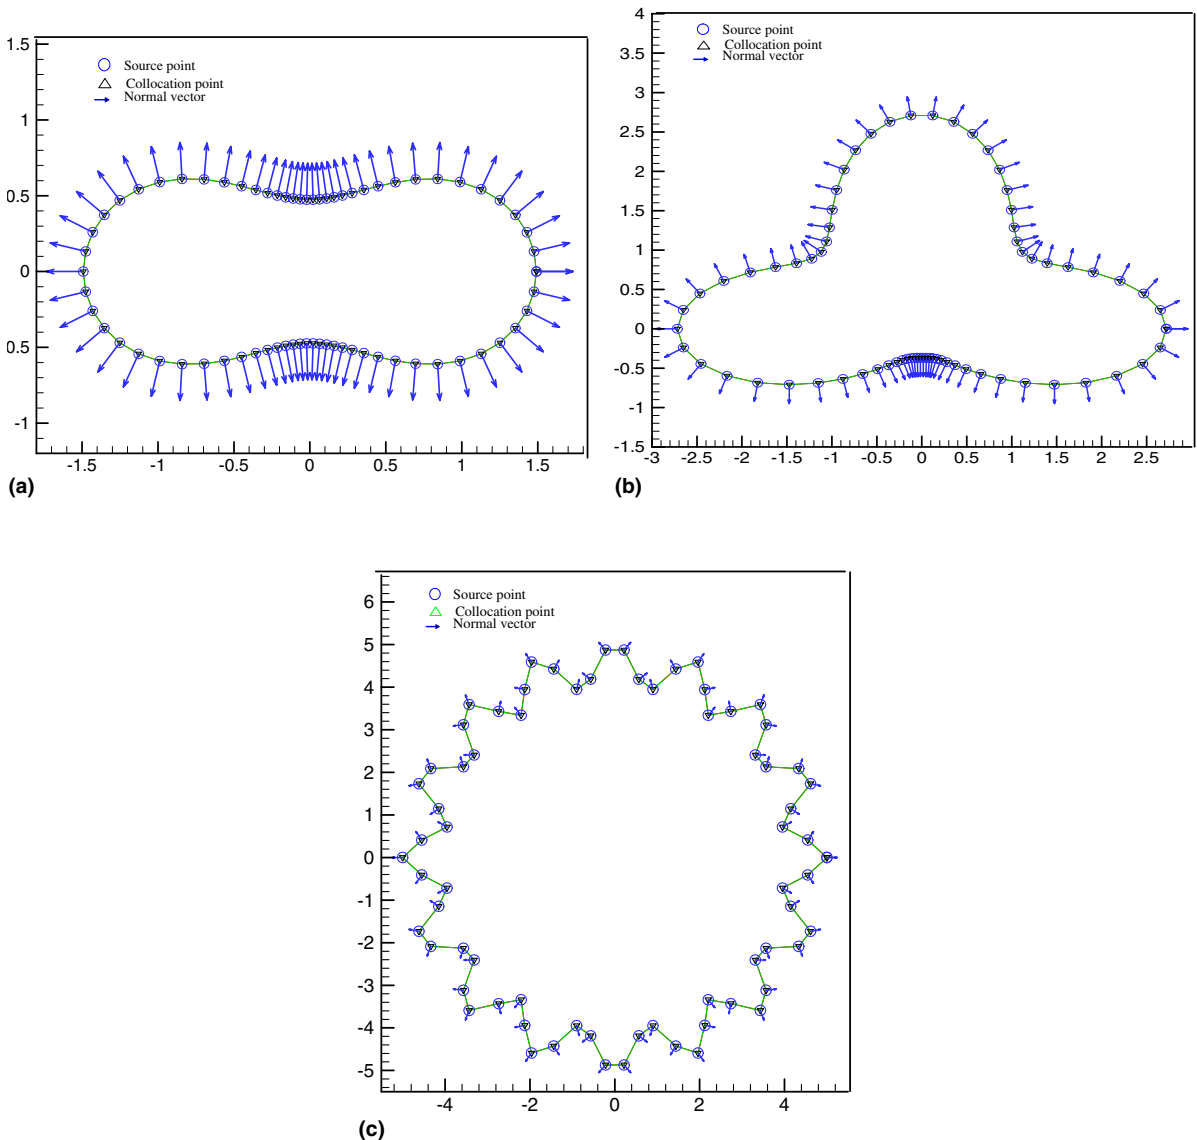 1.5
Source point
Collocation point
Normal vector
1
0.5
0
0.5
-1
-1.5 -1 -0.5 0 0.5 1 1.5
(a)
4
Source point
Collocation point
Normal vector
3.5
3
2.5
2
1.5
1
0.5
0
-0.5
-1
-1.5
-3 -2.5 -2 -1.5 -1 -0.5 0 0.5 1 1.5 2 2.5
(b)
6
Source point
Collocation point
Normal vector
5
4
3
2
1
0
-1
-2
-3
-4
-5
-4 -2 0 2 4
(c)